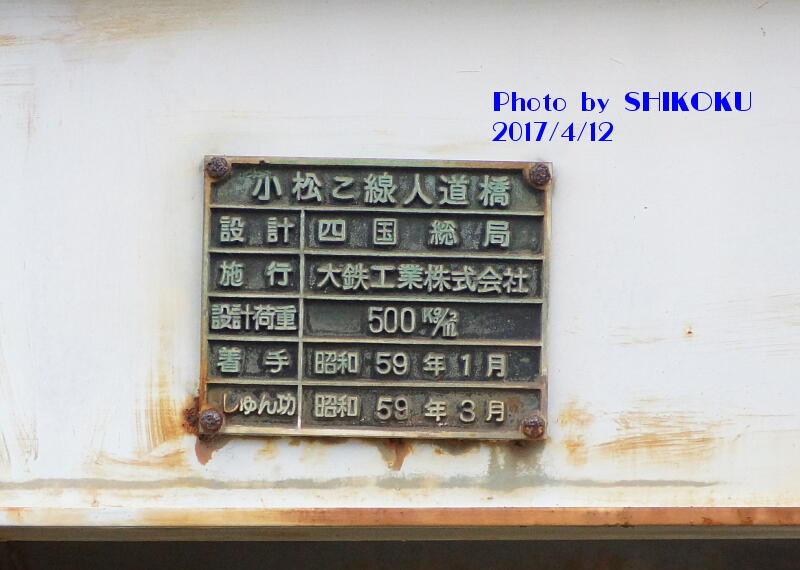 Photo by SHIKOKU
2017/4/12
小松こ線人道橋
設計 四国総局
施行 大鉄工業株式会社
設計荷重 500 Kg/㎡
着手 昭和 59 年 1 月
しゅん功 昭和 59 年 3 月